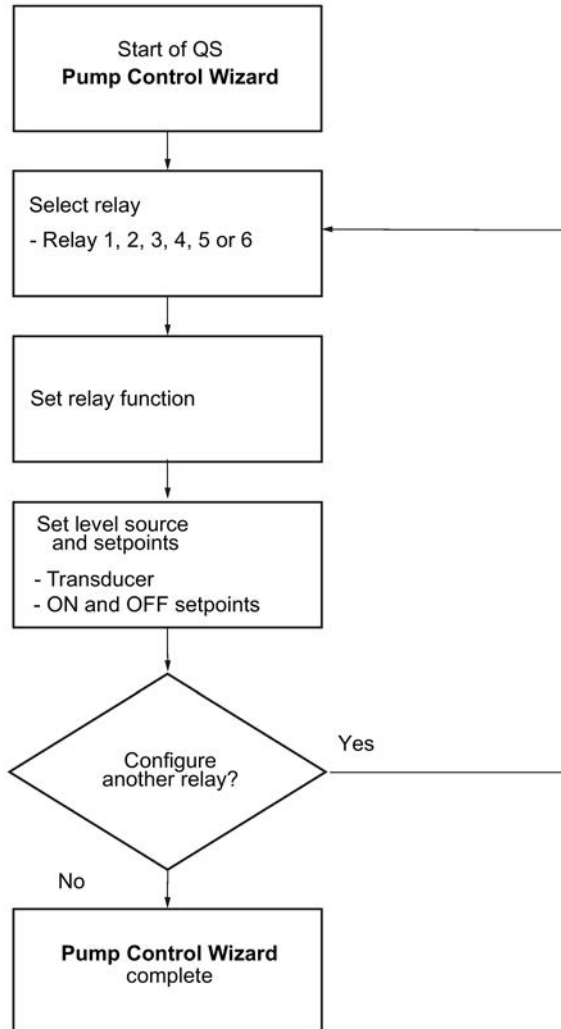 Start of QS
Pump Control Wizard
Select relay
- Relay 1, 2, 3, 4, 5 or 6
Set relay function
Set level source
and setpoints
- Transducer
- ON and OFF setpoints
Configure
another relay?
Yes
No
Pump Control Wizard
complete